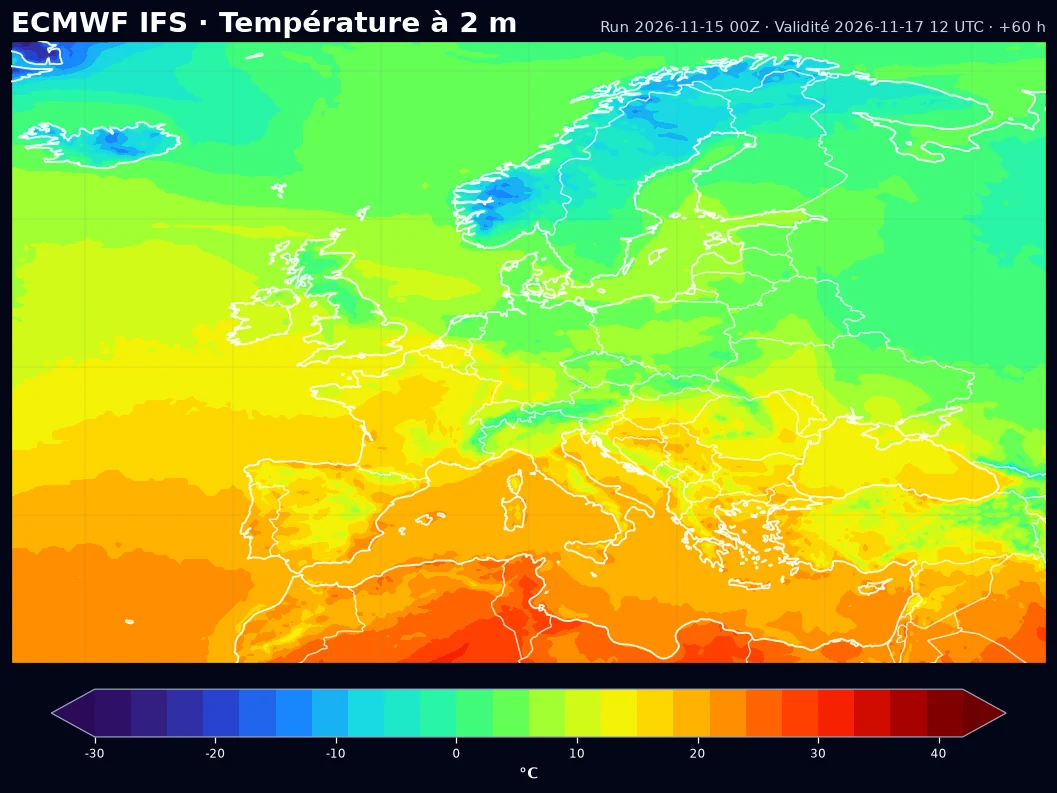 ECMWF IFS · Température à 2 m
Run 2026-11-15 00Z · Validité 2026-11-17 12 UTC · +60 h
-30 -20 -10 0 10 20 30 40
°C